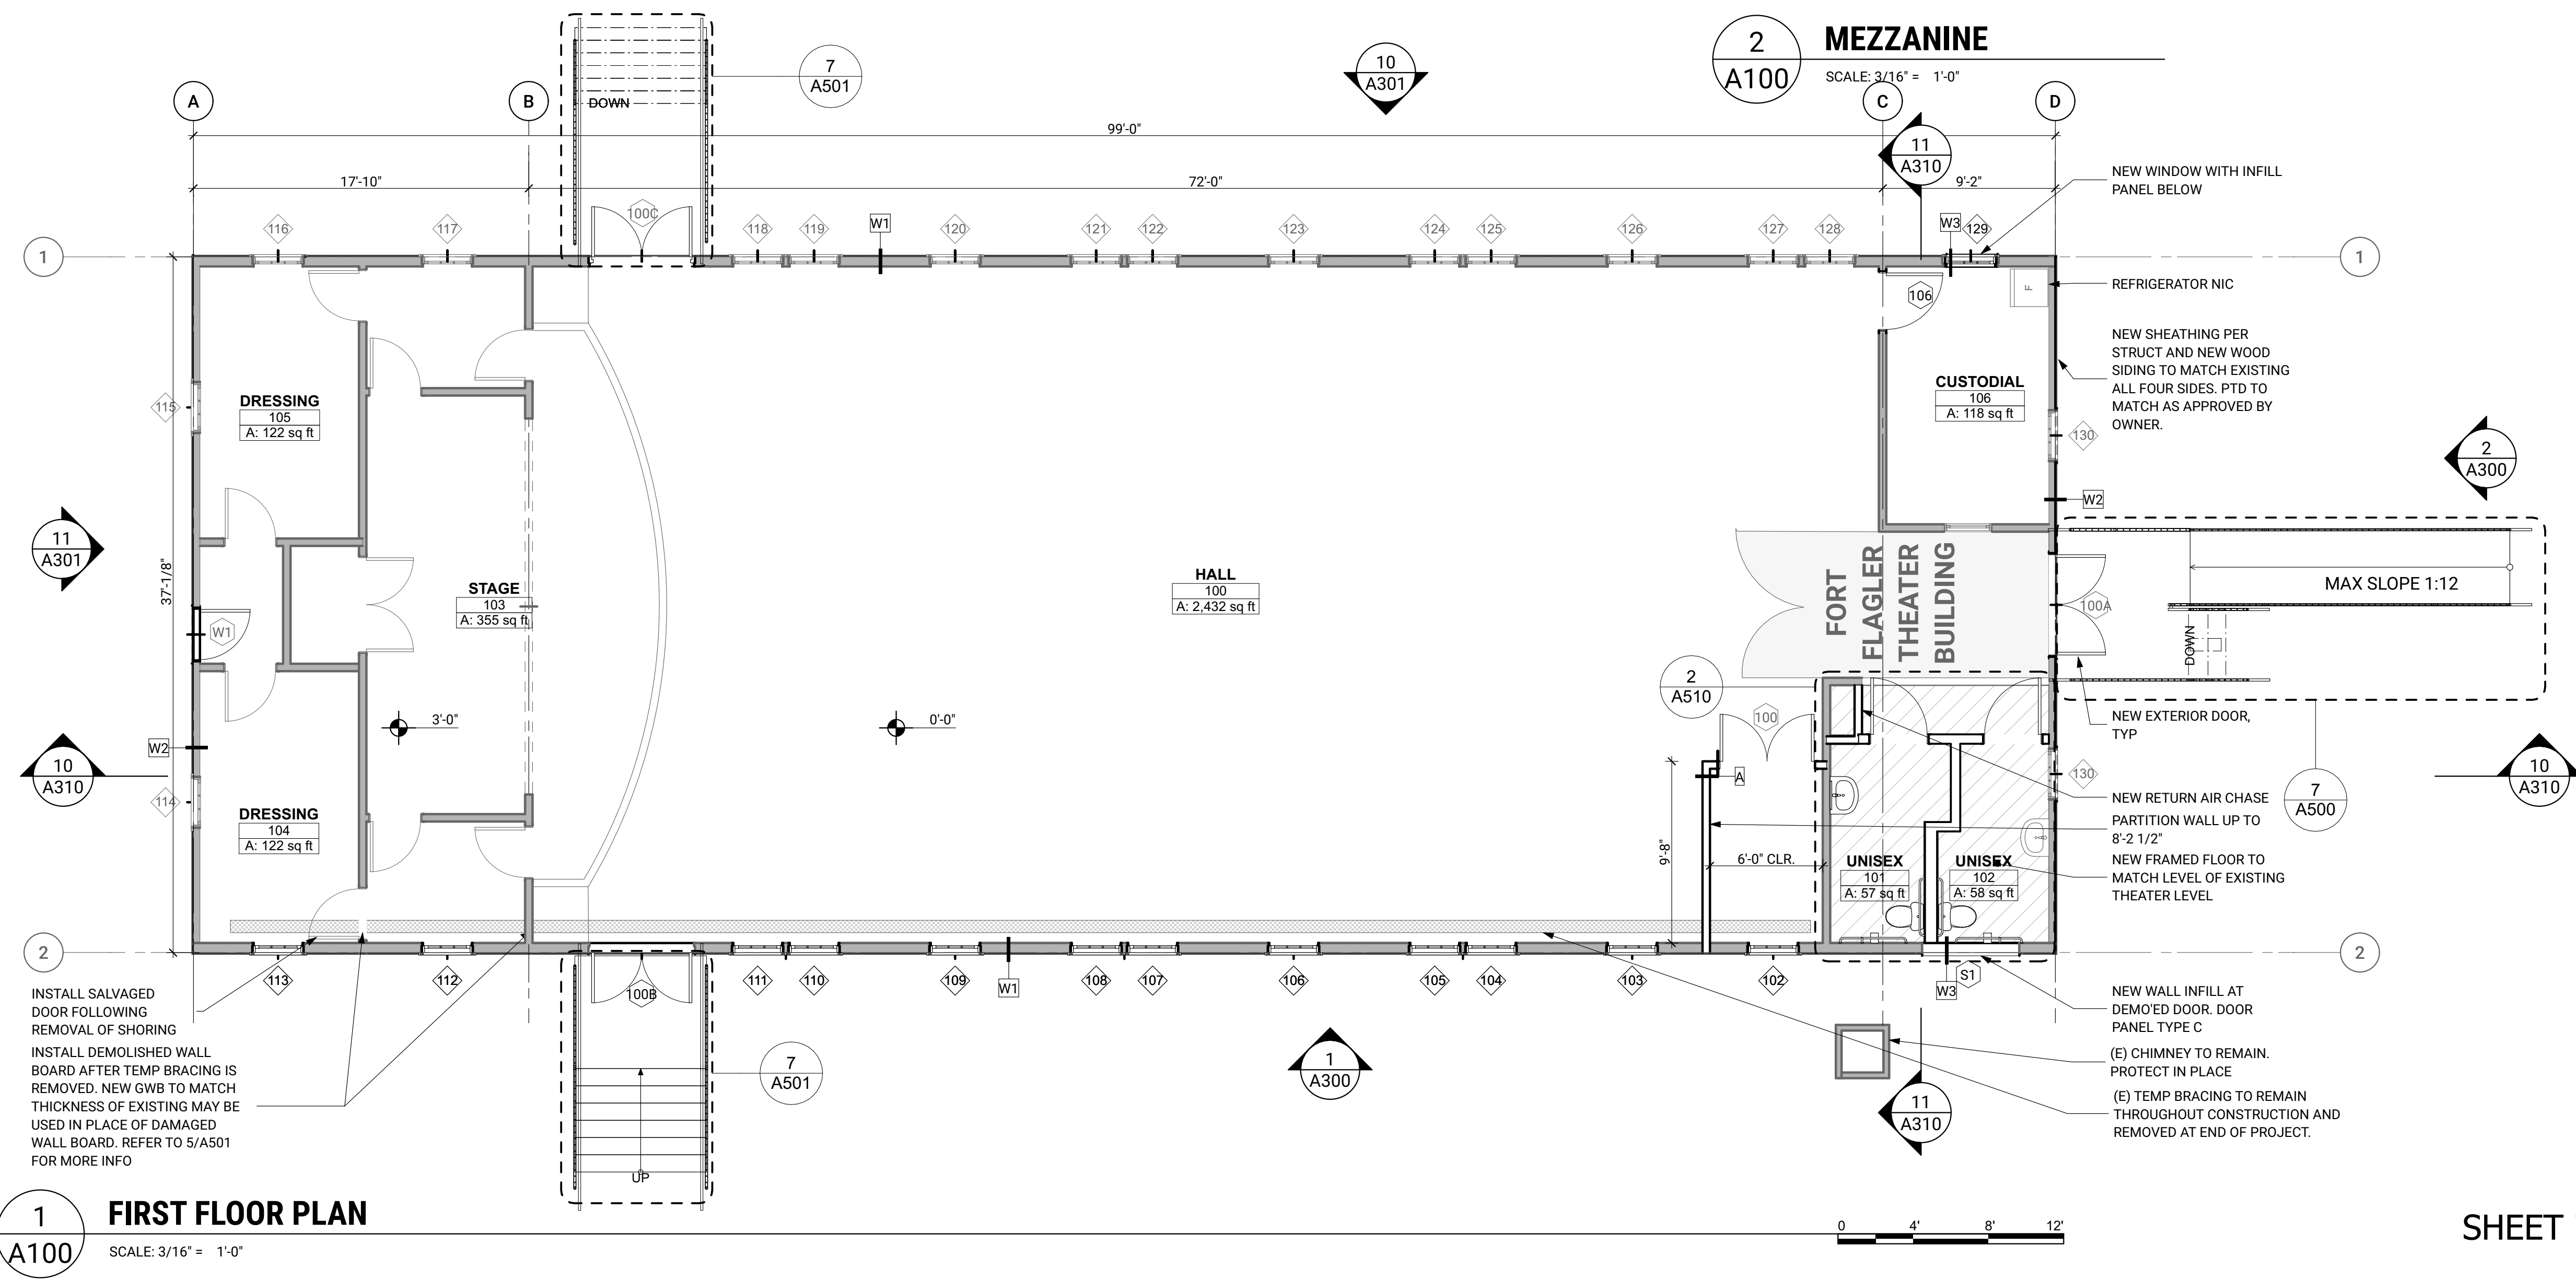 2
A100
MEZZANINE
SCALE: 3/16" = 1'-0"
7
A501
DOWN
10
A301
A
B
C
D
99'-0"
11
A310
17'-10"
72'-0"
9'-2"
NEW WINDOW WITH INFILL
PANEL BELOW
116
117
100C
118
119
W1
120
121
122
123
124
125
126
127
128
W3
129
1
1
106
F
REFRIGERATOR NIC
NEW SHEATHING PER
STRUCT AND NEW WOOD
SIDING TO MATCH EXISTING
ALL FOUR SIDES. PTD TO
MATCH AS APPROVED BY
OWNER.
115
DRESSING
105
A: 122 sq ft
CUSTODIAL
106
A: 118 sq ft
130
2
A300
W2
11
A301
37'-1/8"
STAGE
103
A: 355 sq ft
HALL
100
A: 2,432 sq ft
FORT
FLAGLER
THEATER
BUILDING
100A
MAX SLOPE 1:12
DOWN
W1
2
A510
3'-0"
0'-0"
100
NEW EXTERIOR DOOR,
TYP
W2
10
A310
114
A
130
10
A310
7
A500
NEW RETURN AIR CHASE
PARTITION WALL UP TO
8'-2 1/2"
DRESSING
104
A: 122 sq ft
9'-8"
6'-0" CLR.
UNISEX
101
A: 57 sq ft
UNISEX
102
A: 58 sq ft
NEW FRAMED FLOOR TO
MATCH LEVEL OF EXISTING
THEATER LEVEL
2
2
113
112
100B
111
110
109
W1
108
107
106
105
104
103
102
W3
S1
INSTALL SALVAGED
DOOR FOLLOWING
REMOVAL OF SHORING
INSTALL DEMOLISHED WALL
BOARD AFTER TEMP BRACING IS
REMOVED. NEW GWB TO MATCH
THICKNESS OF EXISTING MAY BE
USED IN PLACE OF DAMAGED
WALL BOARD. REFER TO 5/A501
FOR MORE INFO
NEW WALL INFILL AT
DEMO'ED DOOR. DOOR
PANEL TYPE C
(E) CHIMNEY TO REMAIN.
PROTECT IN PLACE
(E) TEMP BRACING TO REMAIN
THROUGHOUT CONSTRUCTION AND
REMOVED AT END OF PROJECT.
7
A501
1
A300
11
A310
UP
1
A100
FIRST FLOOR PLAN
SCALE: 3/16" = 1'-0"
0 4' 8' 12'
SHEET